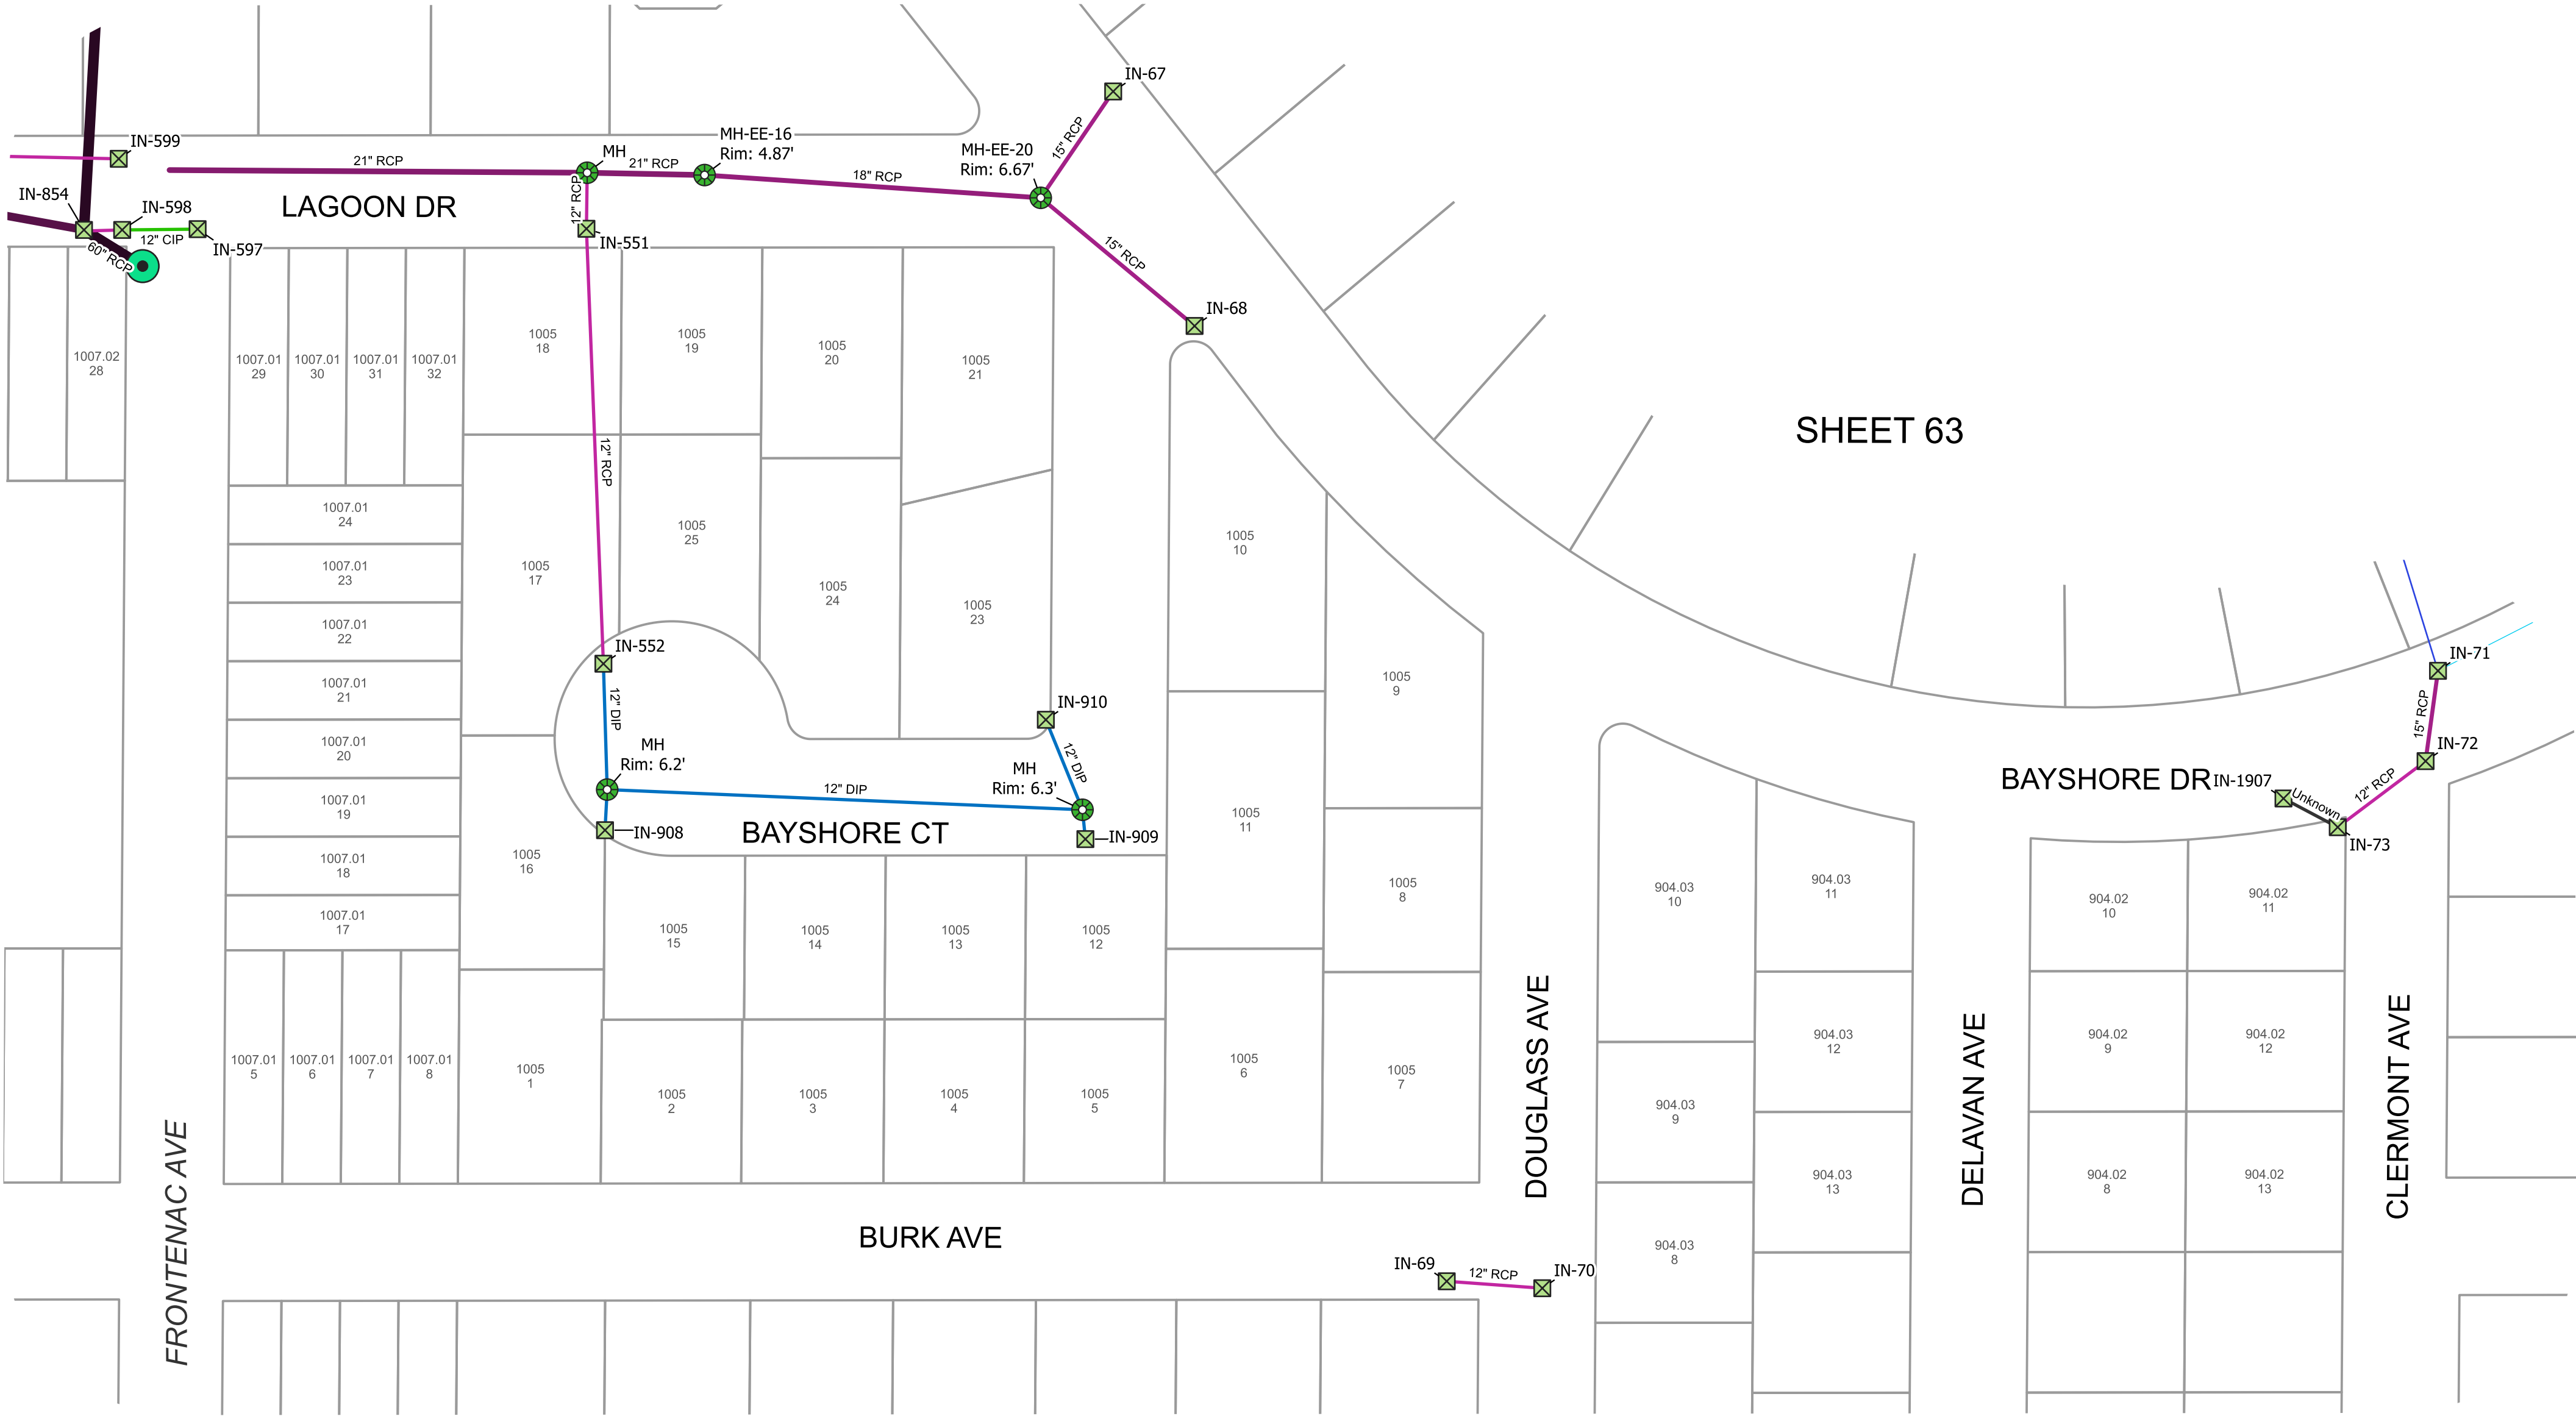 IN-67
MH-EE-16
Rim: 4.87'
IN-599
MH
MH-EE-20
Rim: 6.67'
15" RCP
21" RCP
21" RCP
18" RCP
IN-854
IN-598
LAGOON DR
12" RCP
12" CIP
IN-597
60" RCP
IN-551
15" RCP
IN-68
1007.02
28
1007.01
29
1007.01
30
1007.01
31
1007.01
32
1005
18
1005
19
1005
20
1005
21
SHEET 63
12" RCP
1007.01
24
1007.01
23
1007.01
22
1007.01
21
1007.01
20
1007.01
19
1007.01
18
1007.01
17
1005
17
1005
25
1005
24
1005
23
1005
10
1005
9
IN-552
12" DIP
IN-910
12" DIP
MH
Rim: 6.2'
MH
Rim: 6.3'
12" DIP
IN-908
BAYSHORE CT
IN-909
1005
11
1005
16
1005
15
1005
14
1005
13
1005
12
1005
8
IN-71
15" RCP
IN-72
BAYSHORE DR
IN-1907
Unknown
12" RCP
IN-73
904.03
10
904.03
11
904.02
10
904.02
11
1007.01
5
1007.01
6
1007.01
7
1007.01
8
1005
1
1005
2
1005
3
1005
4
1005
5
1005
6
1005
7
904.03
12
904.02
9
904.02
12
904.03
9
904.03
13
904.02
8
904.02
13
904.03
8
FRONTENAC AVE
DOUGLASS AVE
DELAVAN AVE
CLERMONT AVE
BURK AVE
IN-69
12" RCP
IN-70